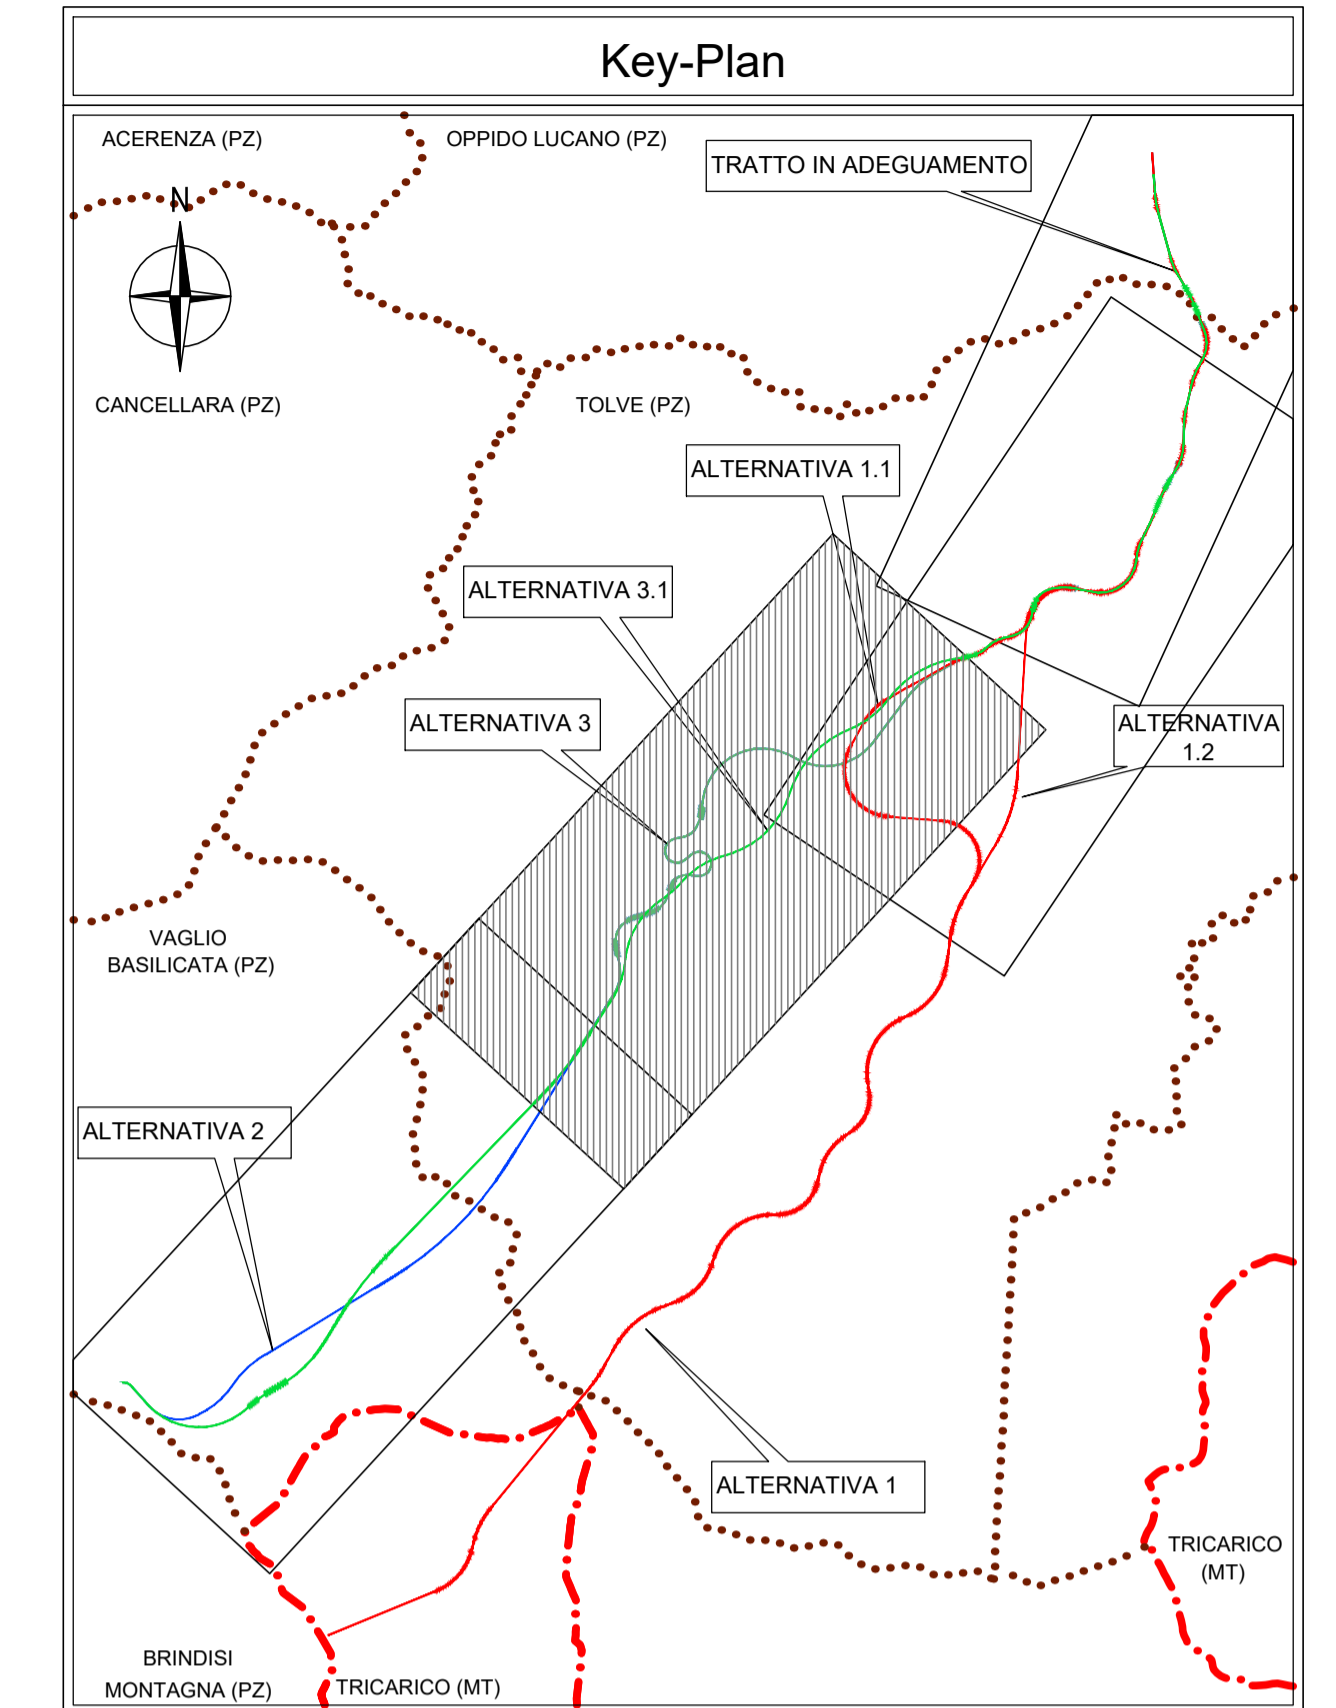 Key-Plan
ACERENZA (PZ)
OPPIDO LUCANO (PZ)
TRATTO IN ADEGUAMENTO
N
CANCELLARA (PZ)
TOLVE (PZ)
ALTERNATIVA 1.1
ALTERNATIVA 3.1
ALTERNATIVA 3
ALTERNATIVA
1.2
VAGLIO
BASILICATA (PZ)
ALTERNATIVA 2
ALTERNATIVA 1
TRICARICO
(MT)
BRINDISI
MONTAGNA (PZ)
TRICARICO (MT)